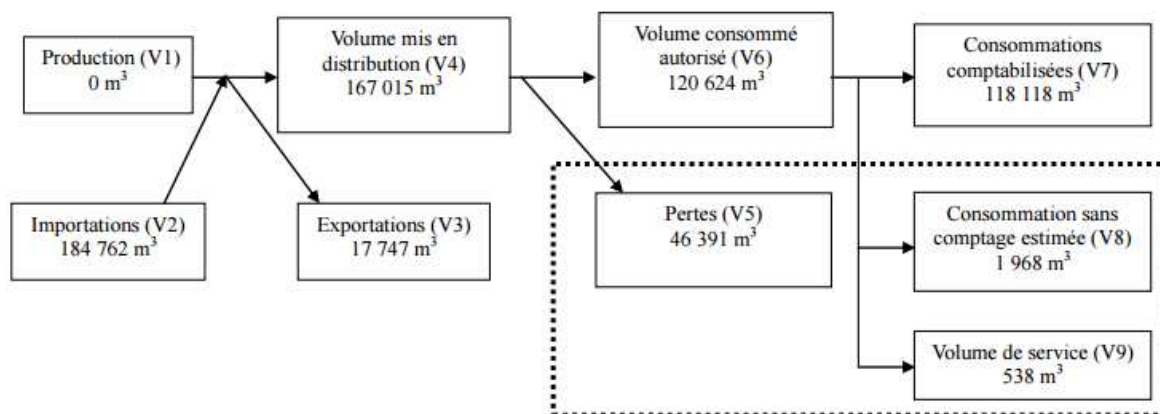 Production (V1)
0 m³
Volume mis en
distribution (V4)
167 015 m³
Volume consommé
autorisé (V6)
120 624 m³
Consommations
comptabilisées (V7)
118 118 m³
Importations (V2)
184 762 m³
Exportations (V3)
17 747 m³
Pertes (V5)
46 391 m³
Consommation sans
comptage estimée (V8)
1 968 m³
Volume de service (V9)
538 m³